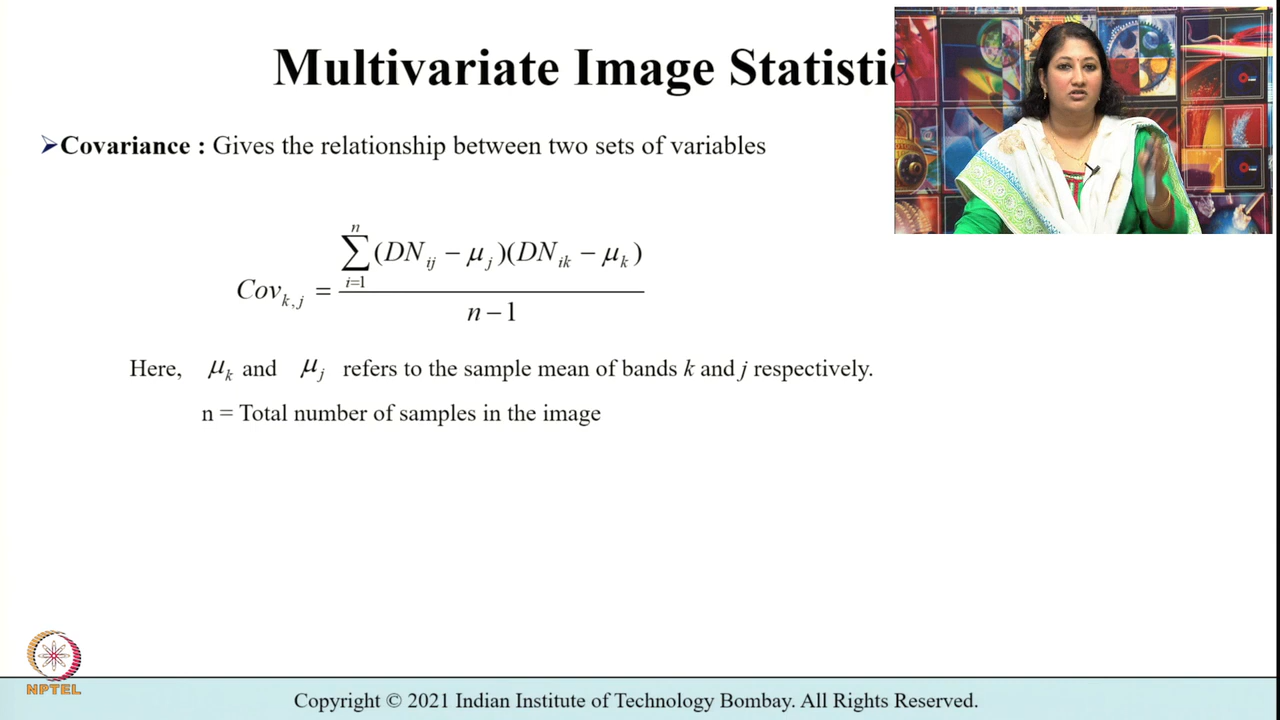 Multivariate Image Statisti
➢Covariance : Gives the relationship between two sets of variables
Cov_{k,j} = \frac{\sum_{i=1}^{n} (DN_{ij} - μ_j)(DN_{ik} - μ_k)}{n - 1}
Here, μ_k and μ_j refers to the sample mean of bands k and j respectively.
n = Total number of samples in the image
NPTEL
Copyright © 2021 Indian Institute of Technology Bombay. All Rights Reserved.